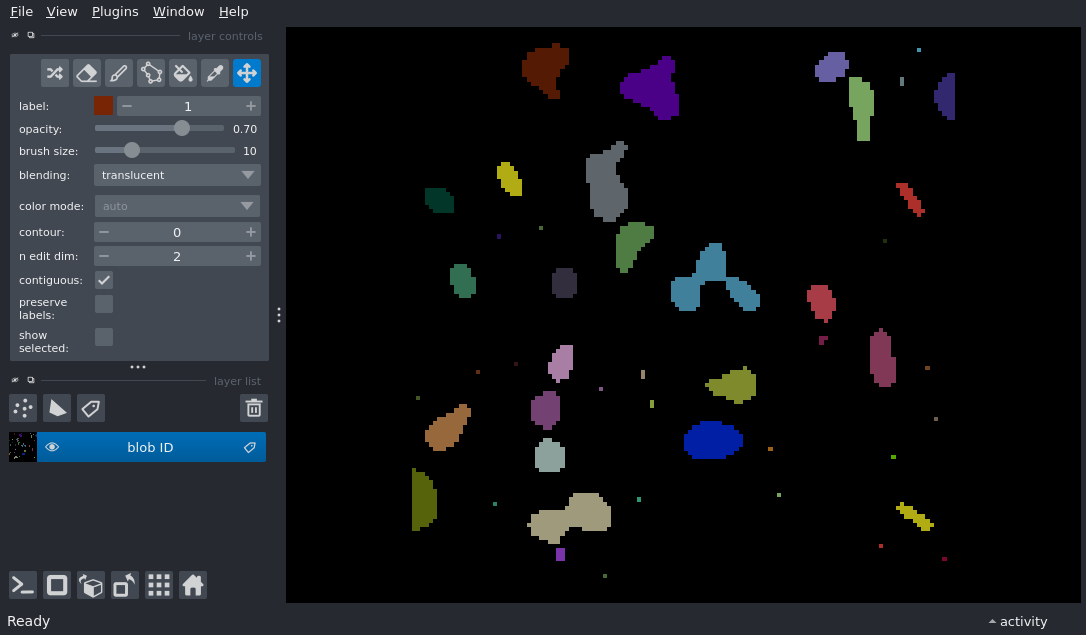 File View Plugins Window Help
layer controls
label: 1
opacity: 0.70
brush size: 10
blending: translucent
color mode: auto
contour: 0
n edit dim: 2
contiguous:
preserve
labels:
show
selected:
layer list
blob ID
Ready
activity